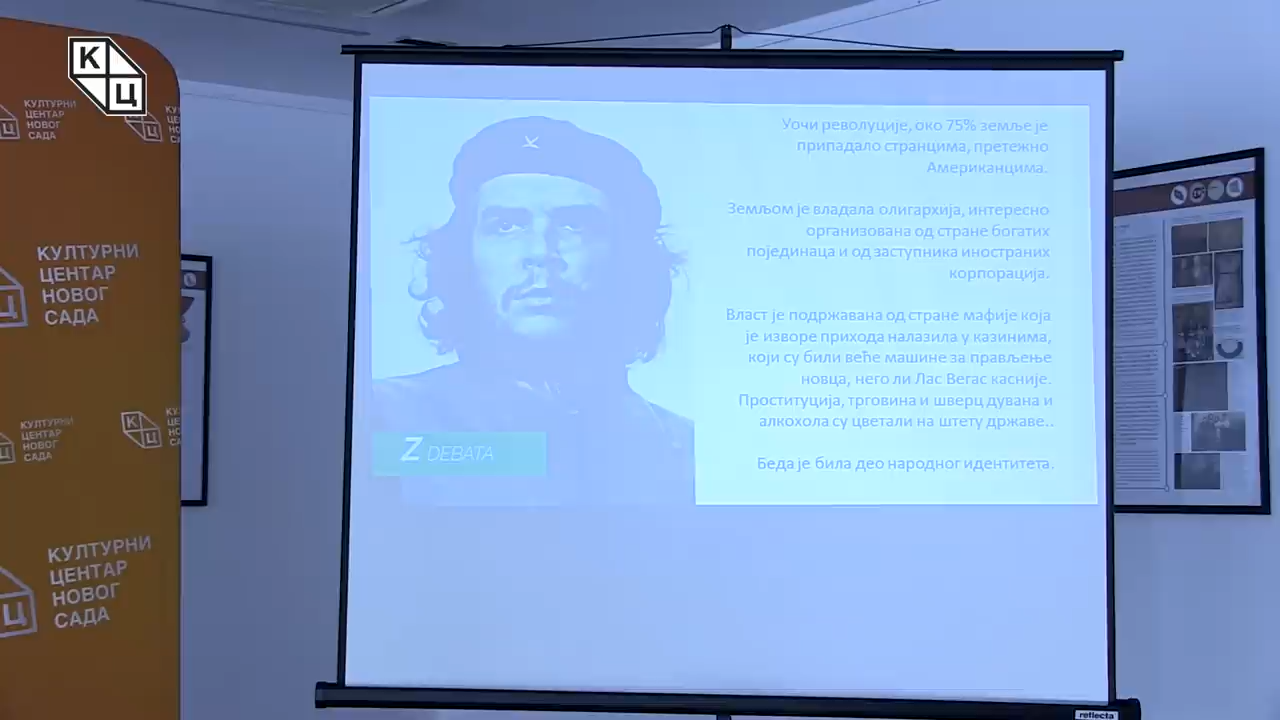 К
Ц
КУЛТУРНИ
ЦЕНТАР
НОВОГ
САДА
КУЛТУРНИ
ЦЕНТАР
НОВОГ
САДА
КУЛТУРНИ
ЦЕНТАР
НОВОГ
САДА
КУЛТУРНИ
ЦЕНТАР
НОВОГ
САДА
Уочи револуције, око 75% земље је
припадало странцима, претежно
Американцима.
Земљом је владала олигархија, интересно
организована од стране богатих
појединаца и од заступника иностраних
корпорација.
Власт је подржавана од стране мафије која
је изворе прихода налазила у казинима,
који су били веће машине за прављење
новца, него ли Лас Вегас касније.
Проституција, трговина и шверц дувана и
алкохола су цветали на штету државе..
Беда је била део народног идентитета.
Z DEBATA
reflecta